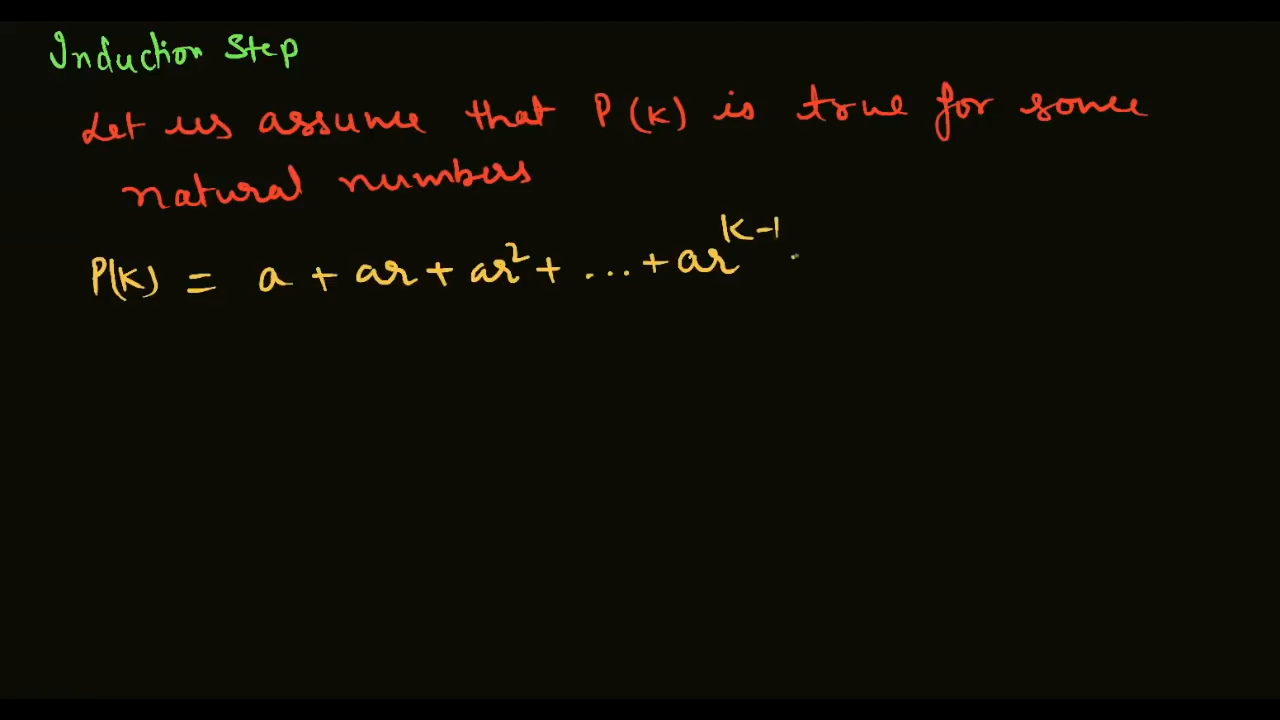 Induction Step
Let us assume that P(K) is true for some
natural numbers
P(K) = a + ar + ar² + ... + ar^{K-1}